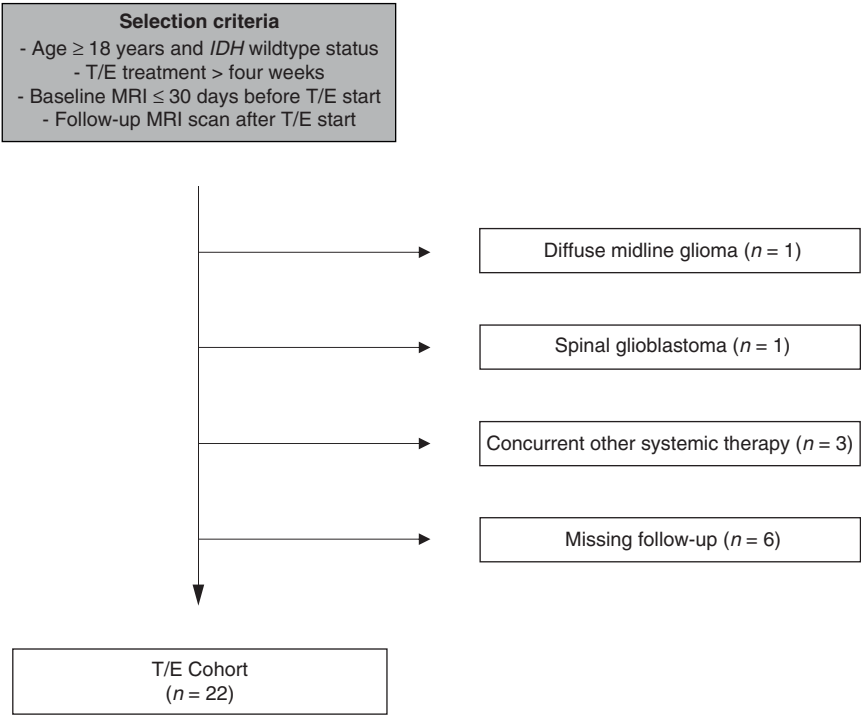 Selection criteria
- Age ≥ 18 years and IDH wildtype status
- T/E treatment > four weeks
- Baseline MRI ≤ 30 days before T/E start
- Follow-up MRI scan after T/E start
Diffuse midline glioma (n = 1)
Spinal glioblastoma (n = 1)
Concurrent other systemic therapy (n = 3)
Missing follow-up (n = 6)
T/E Cohort
(n = 22)